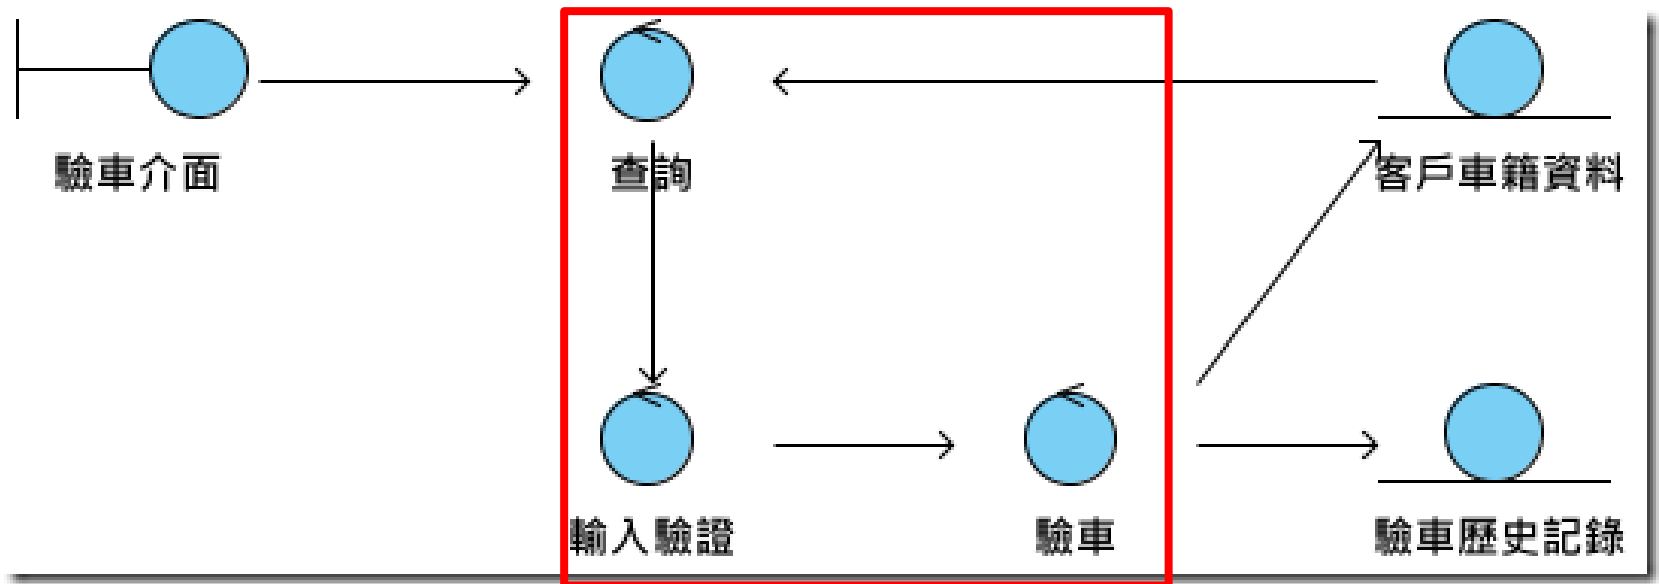 驗車介面
查詢
客戶車籍資料
輸入驗證
驗車
驗車歷史記錄